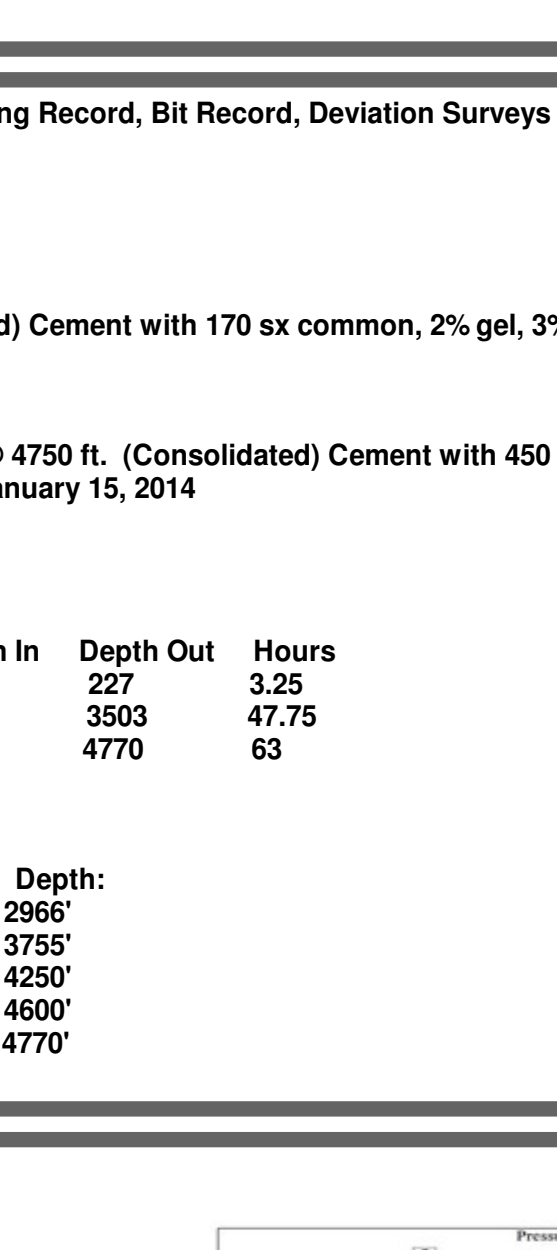 ng Record, Bit Record, Deviation Surveys
d) Cement with 170 sx common, 2% gel, 3%
@ 4750 ft. (Consolidated) Cement with 450
anuary 15, 2014
h In Depth Out Hours
227 3.25
3503 47.75
4770 63
Depth:
2966'
3755'
4250'
4600'
4770'
Press